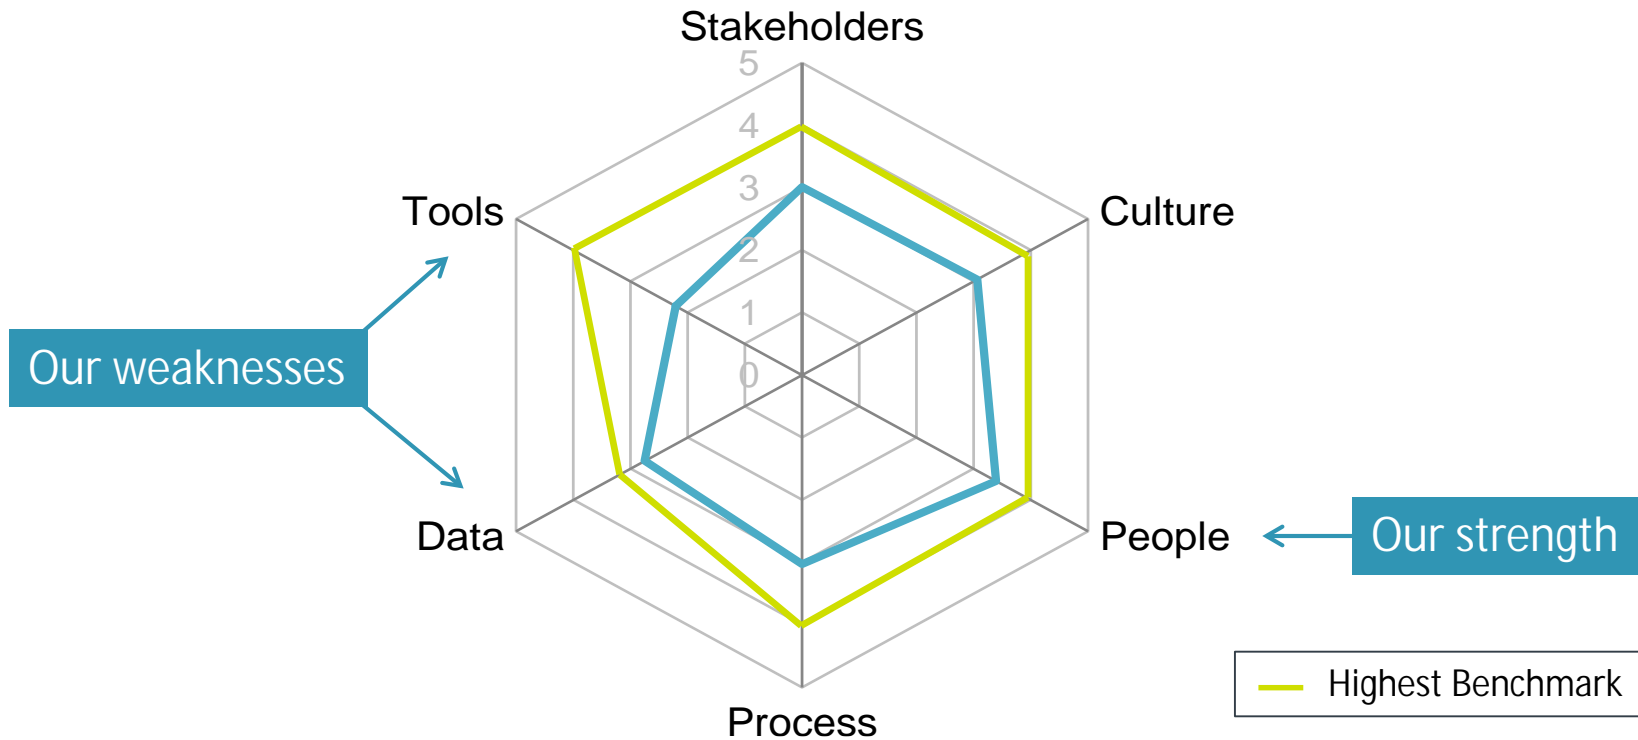 Stakeholders
5
4
3
2
1
0
Tools
Culture
Our weaknesses
Data
People
Our strength
Process
Highest Benchmark